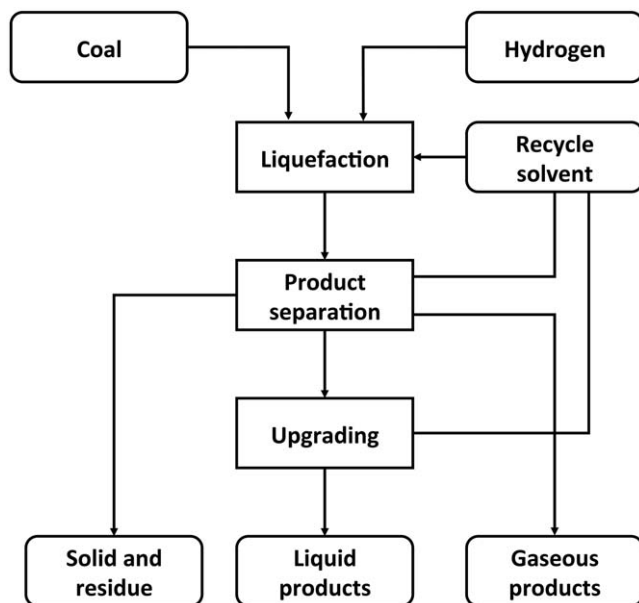 Coal
Hydrogen
Liquefaction
Recycle
solvent
Product
separation
Upgrading
Solid and
residue
Liquid
products
Gaseous
products